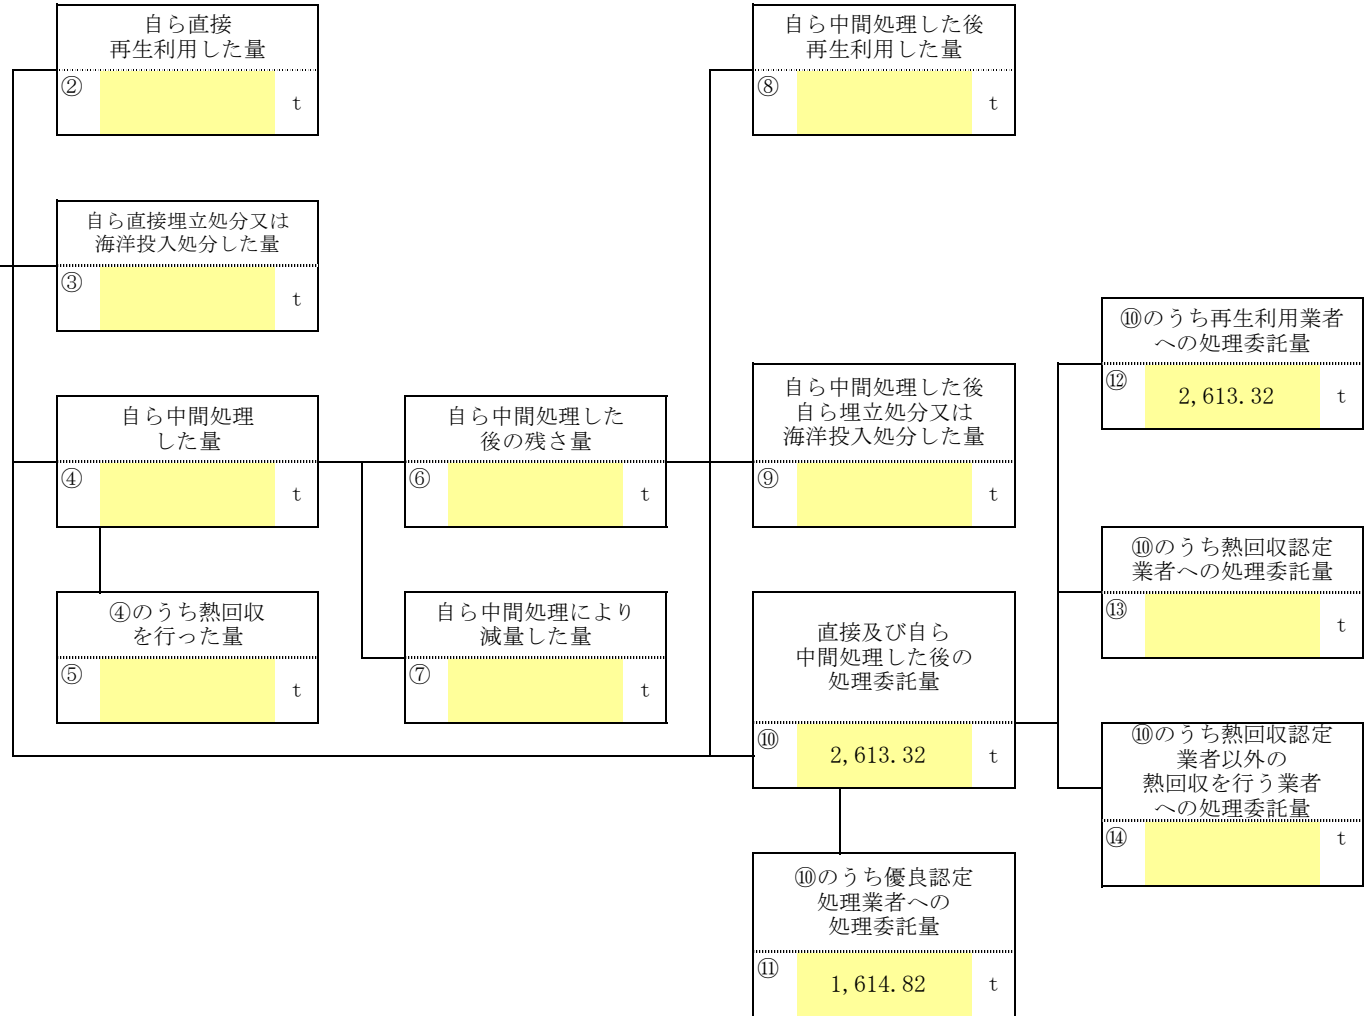 自ら直接
再生利用した量
②
t
自ら中間処理した後
再生利用した量
⑧
t
自ら直接埋立処分又は
海洋投入処分した量
③
t
⑩のうち再生利用業者
への処理委託量
⑫
2,613.32
t
自ら中間処理
した量
④
t
自ら中間処理した
後の残さ量
⑥
t
自ら中間処理した後
自ら埋立処分又は
海洋投入処分した量
⑨
t
⑩のうち熱回収認定
業者への処理委託量
⑬
t
④のうち熱回収
を行った量
⑤
t
自ら中間処理により
減量した量
⑦
t
直接及び自ら
中間処理した後の
処理委託量
⑩
2,613.32
t
⑩のうち熱回収認定
業者以外の
熱回収を行う業者
への処理委託量
⑭
t
⑩のうち優良認定
処理業者への
処理委託量
⑪
1,614.82
t